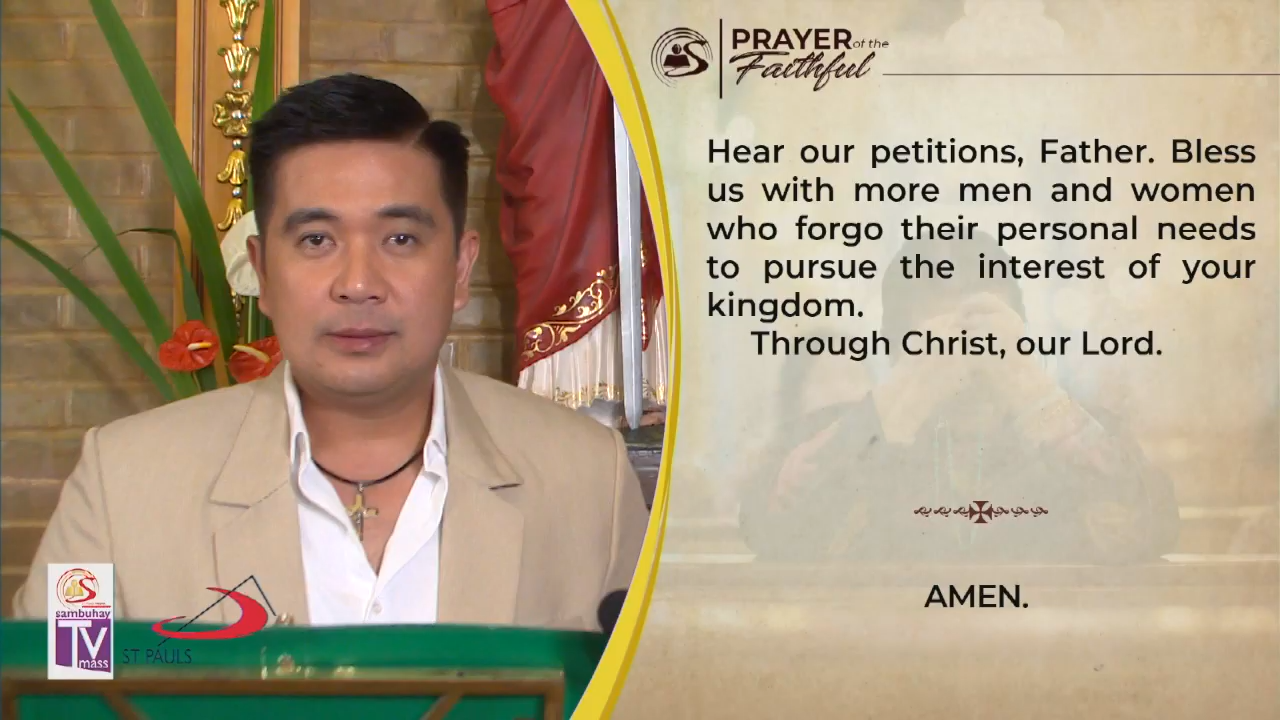 PRAYER of the
Faithful
Hear our petitions, Father. Bless
us with more men and women
who forgo their personal needs
to pursue the interest of your
kingdom.
Through Christ, our Lord.
AMEN.
sambuhay
TV
mass
ST PAULS